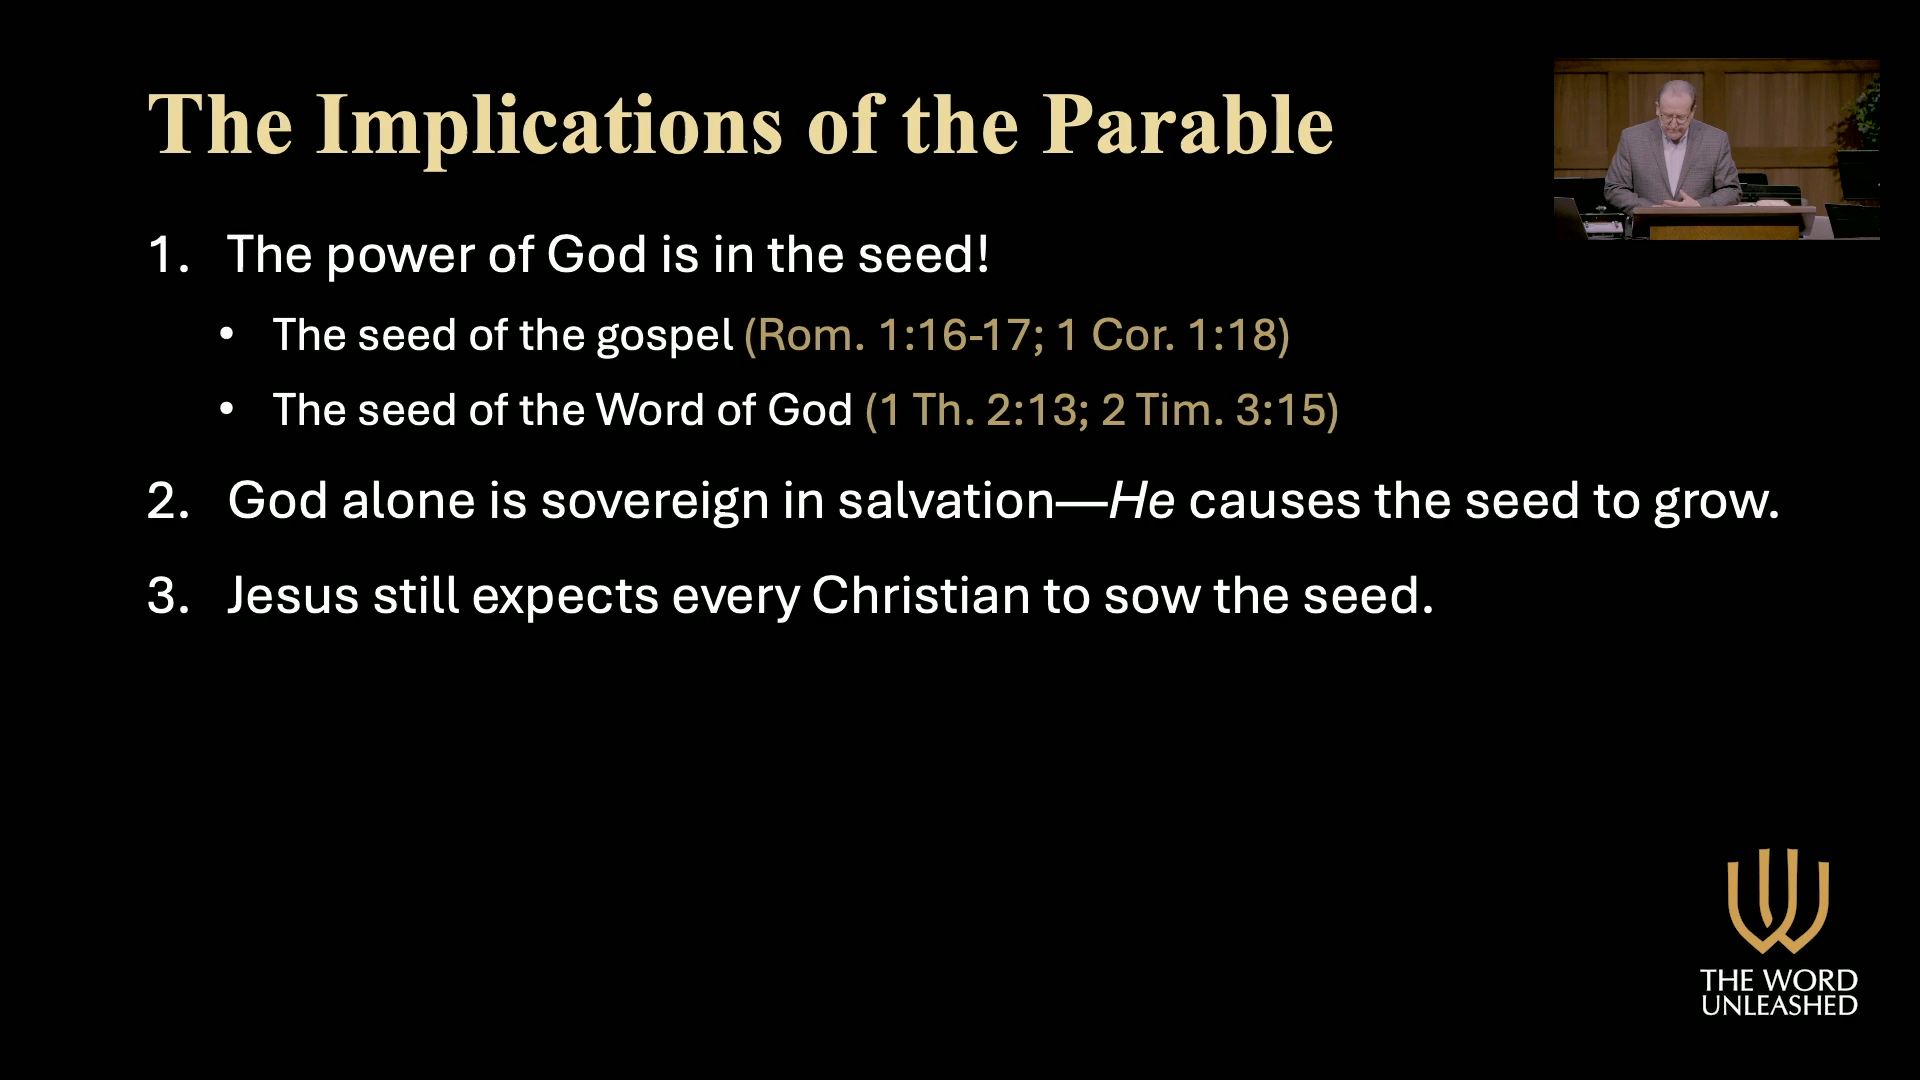 The Implications of the Parable
1. The power of God is in the seed!
• The seed of the gospel (Rom. 1:16-17; 1 Cor. 1:18)
• The seed of the Word of God (1 Th. 2:13; 2 Tim. 3:15)
2. God alone is sovereign in salvation—He causes the seed to grow.
3. Jesus still expects every Christian to sow the seed.
THE WORD
UNLEASHED